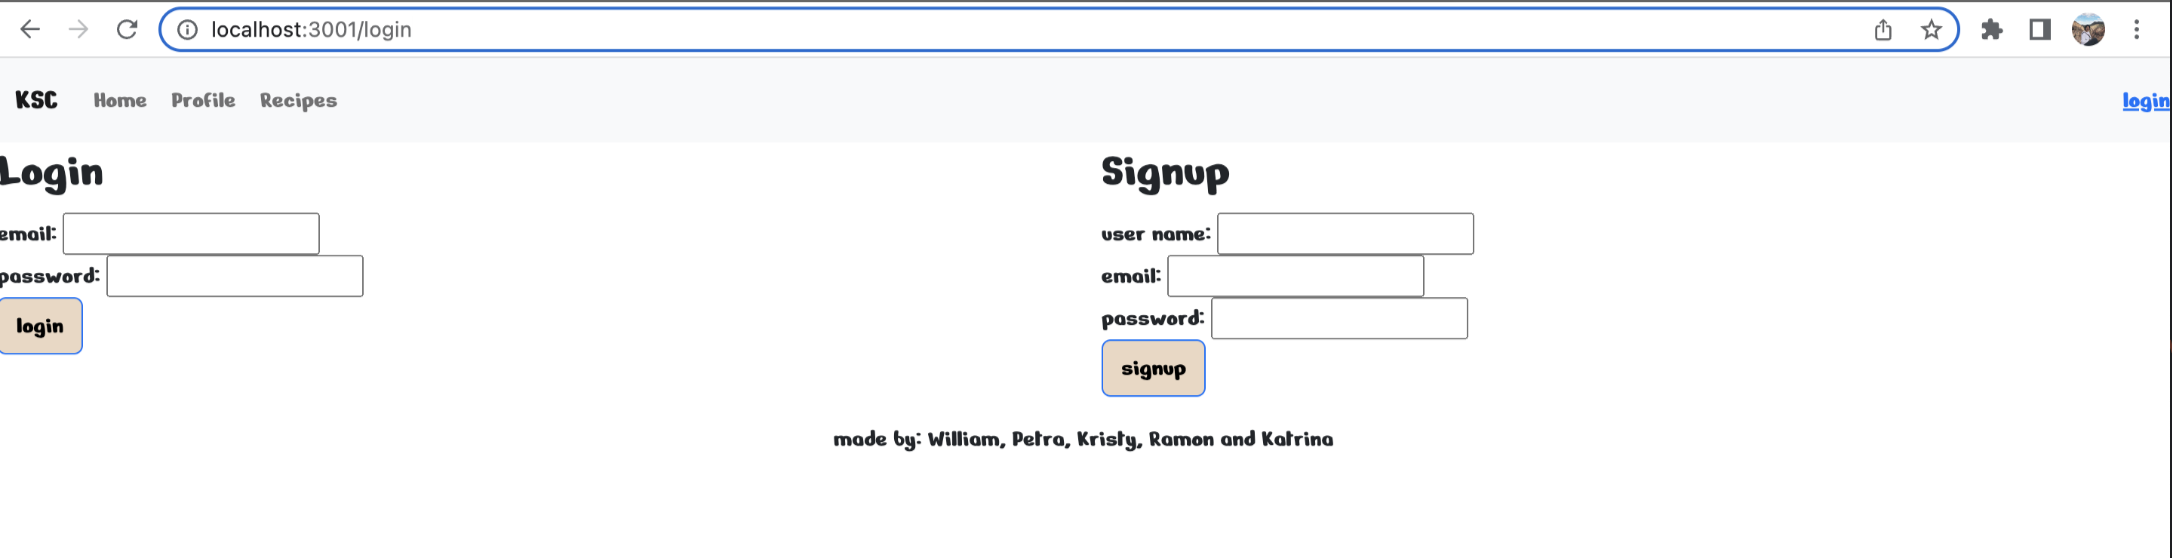 localhost:3001/login
KSC Home Profile Recipes login
Login
email:
password:
login
Signup
user name:
email:
password:
signup
made by: William, Petra, Kristy, Ramon and Katrina